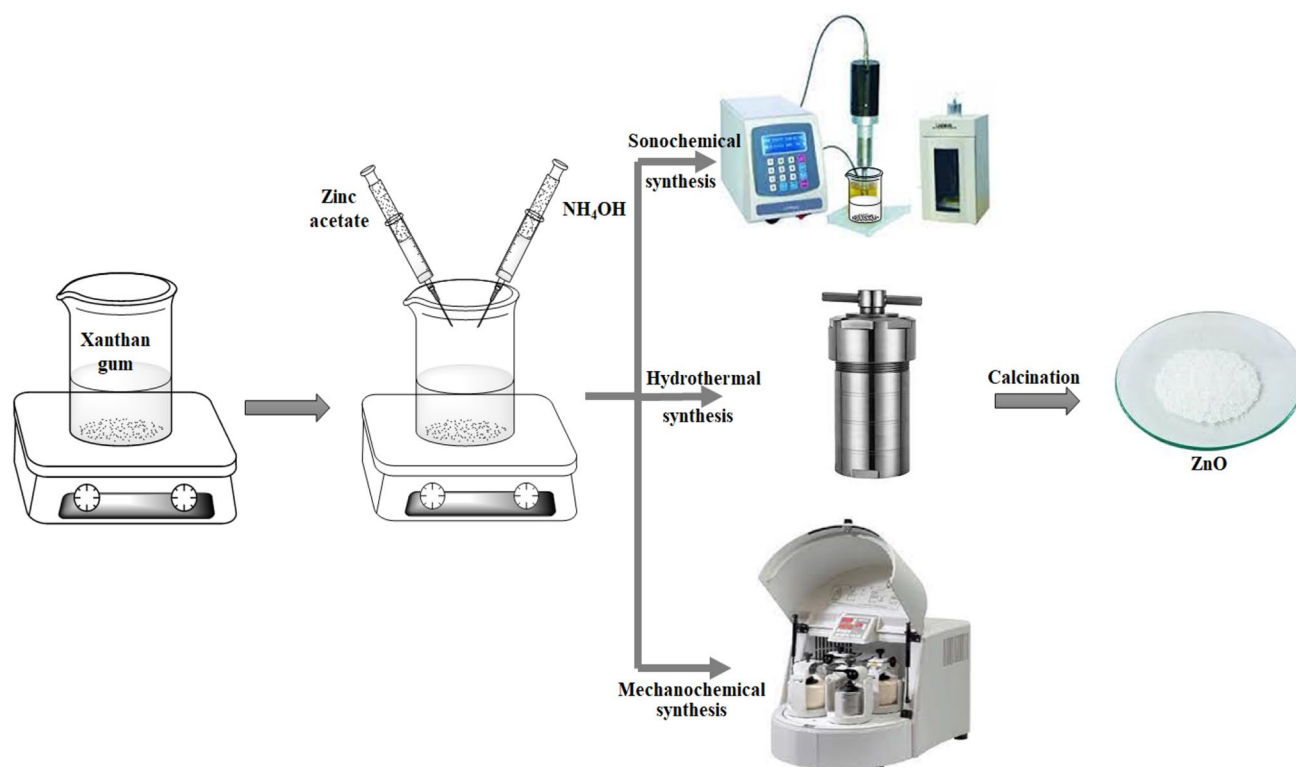 Xanthan
gum
Zinc
acetate
NH₄OH
Sonochemical
synthesis
Hydrothermal
synthesis
Mechanochemical
synthesis
Calcination
ZnO